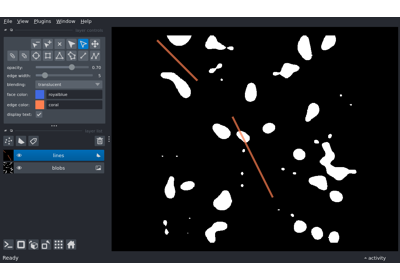 File View Plugins Window Help
opacity: 0.70
edge width: 5
blending: translucent
face color: royalblue
edge color: coral
display text:
lines
blobs
Ready activity